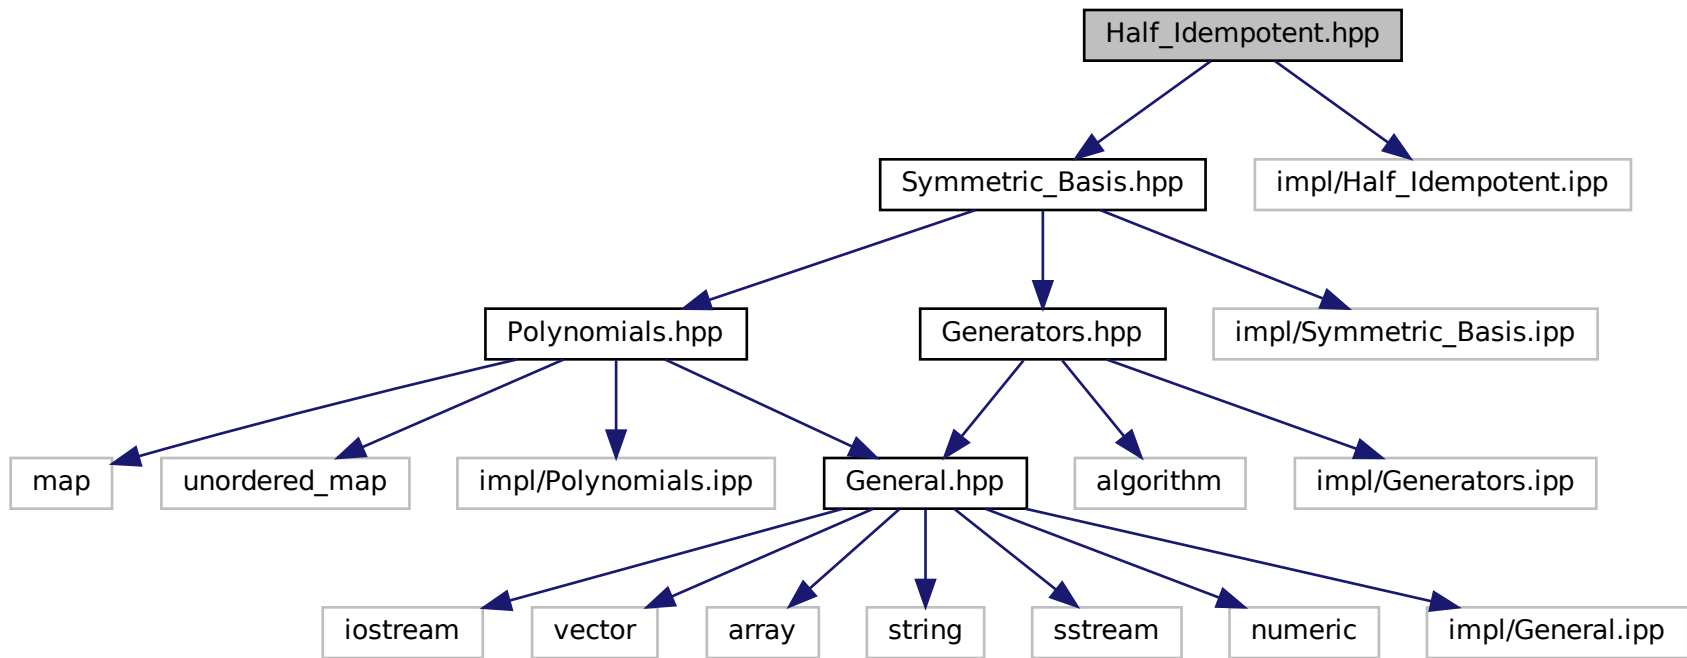 Half_Idempotent.hpp
Symmetric_Basis.hpp
impl/Half_Idempotent.ipp
Polynomials.hpp
Generators.hpp
impl/Symmetric_Basis.ipp
map
unordered_map
impl/Polynomials.ipp
General.hpp
algorithm
impl/Generators.ipp
iostream
vector
array
string
sstream
numeric
impl/General.ipp